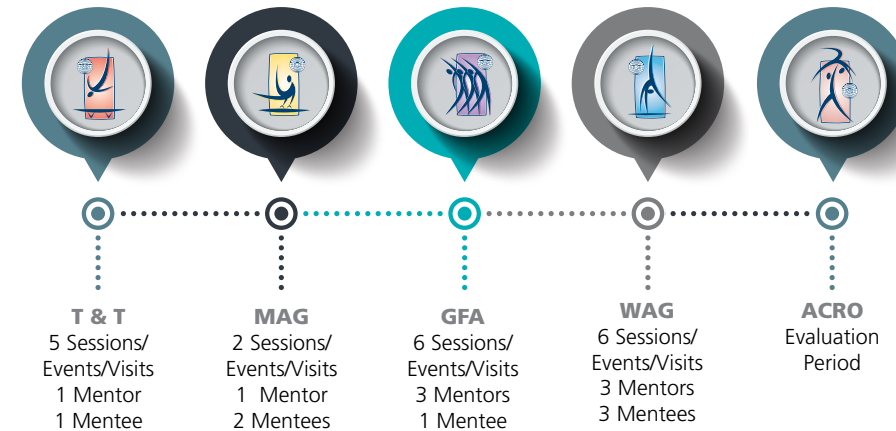 T & T
5 Sessions/
Events/Visits
1 Mentor
1 Mentee
MAG
2 Sessions/
Events/Visits
1 Mentor
2 Mentees
GFA
6 Sessions/
Events/Visits
3 Mentors
1 Mentee
WAG
6 Sessions/
Events/Visits
3 Mentors
3 Mentees
ACRO
Evaluation
Period